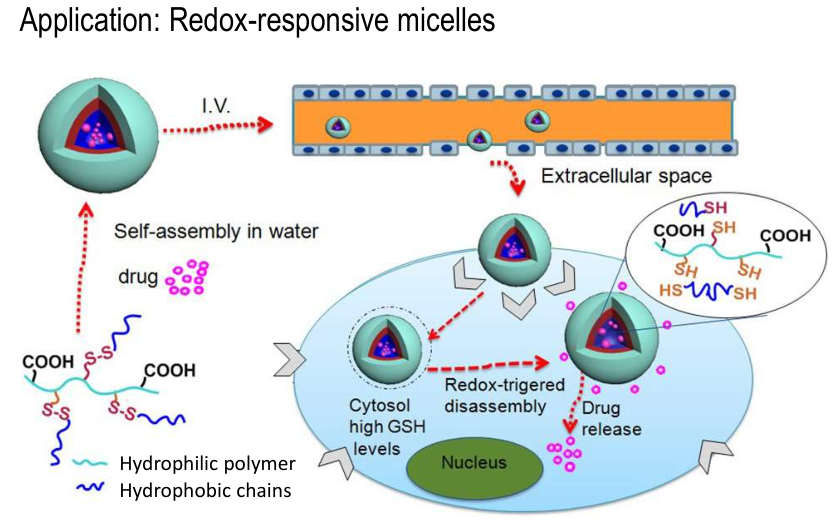 Application: Redox-responsive micelles
I.V.
Extracellular space
Self-assembly in water
drug
SH
COOH
SH
COOH
SH
SH
HS
SH
COOH
S-S
COOH
S-S
S-S
Cytosol
high GSH
levels
Redox-trigered
disassembly
Drug
release
Nucleus
Hydrophilic polymer
Hydrophobic chains